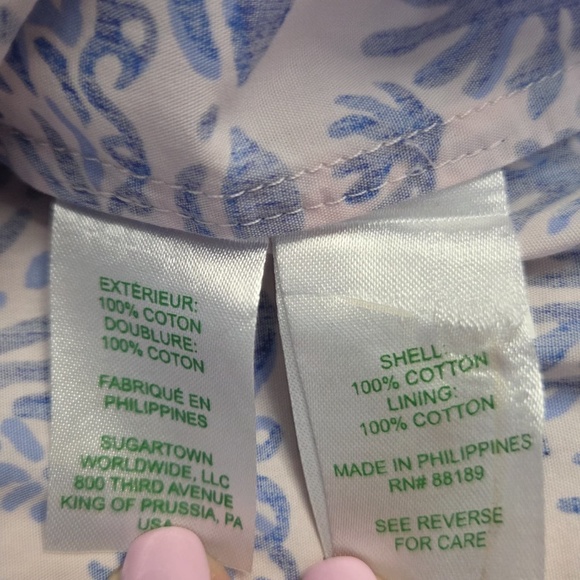 EXTÉRIEUR:
100% COTON
DOUBLURE:
100% COTON
FABRIQUÉ EN
PHILIPPINES
SUGARTOWN
WORLDWIDE, LLC
800 THIRD AVENUE
KING OF PRUSSIA, PA
USA
SHELL:
100% COTTON
LINING:
100% COTTON
MADE IN PHILIPPINES
RN# 88189
SEE REVERSE
FOR CARE